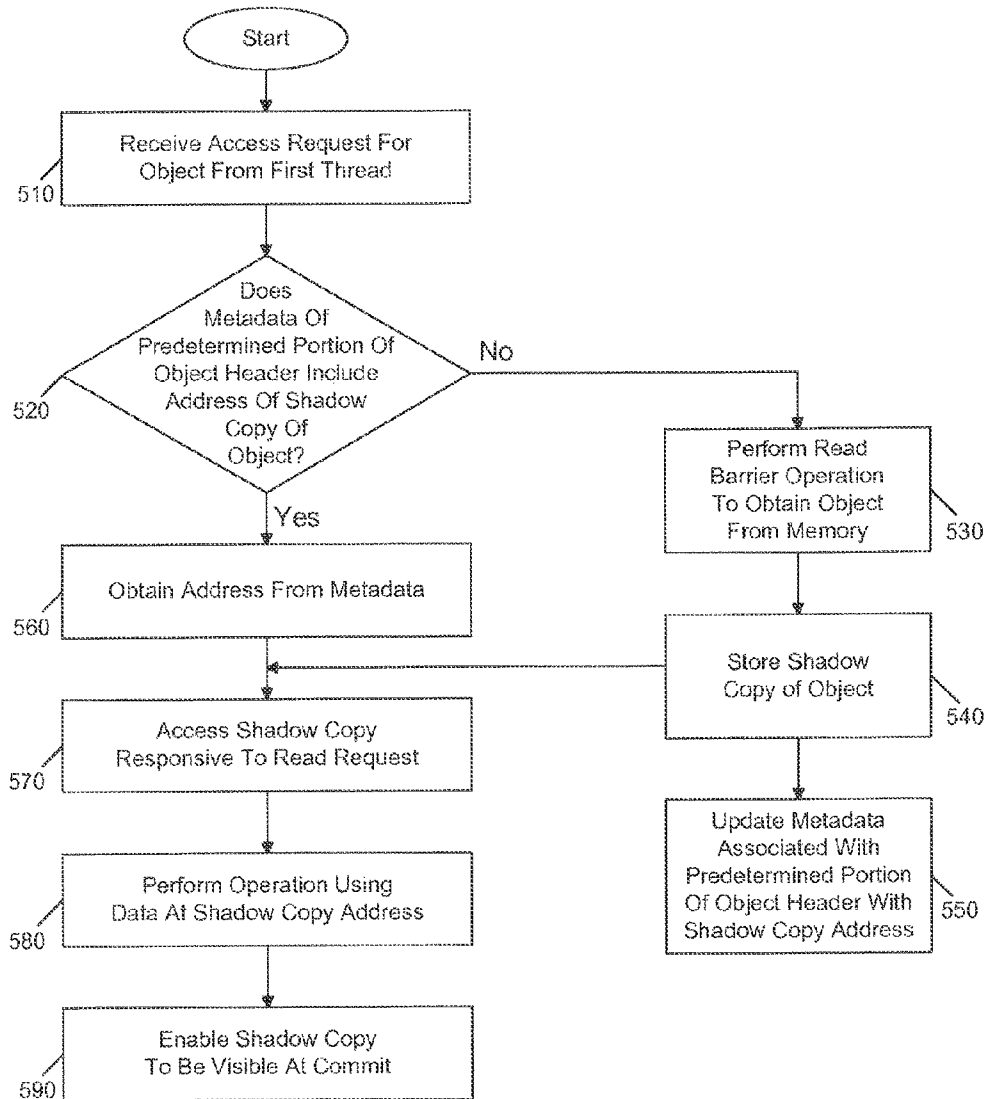 Start
Receive Access Request For
Object From First Thread
510
Does
Metadata Of
Predetermined Portion Of
Object Header Include
Address Of Shadow
Copy Of
Object?
520
No
Yes
Perform Read
Barrier Operation
To Obtain Object
From Memory
530
Obtain Address From Metadata
560
Store Shadow
Copy of Object
540
Access Shadow Copy
Responsive To Read Request
570
Update Metadata
Associated With
Predetermined Portion
Of Object Header With
Shadow Copy Address
550
Perform Operation Using
Data At Shadow Copy Address
580
Enable Shadow Copy
To Be Visible At Commit
590